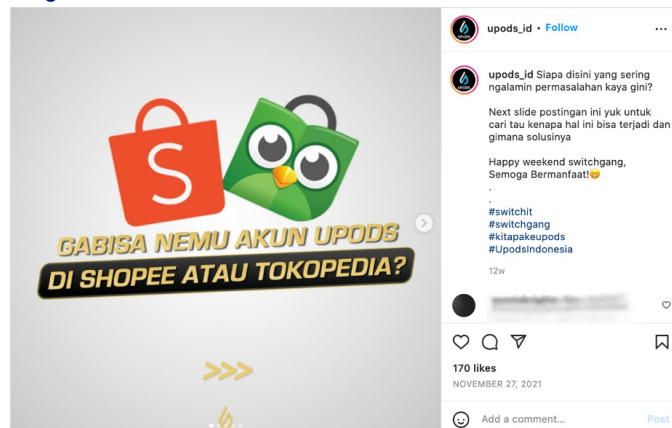 S
GABISA NEMU AKUN UPODS
DI SHOPEE ATAU TOKOPEDIA?
>>>
UPODS
upods_id • Follow
UPODS
upods_id Siapa disini yang sering
ngalamin permasalahan kaya gini?
Next slide postingan ini yuk untuk
cari tau kenapa hal ini bisa terjadi dan
gimana solusinya
Happy weekend switchgang,
Semoga Bermanfaat!🤭
.
.
#switchit
#switchgang
#kitapakeupods
#UpodsIndonesia
12w
170 likes
NOVEMBER 27, 2021
Add a comment...
Post